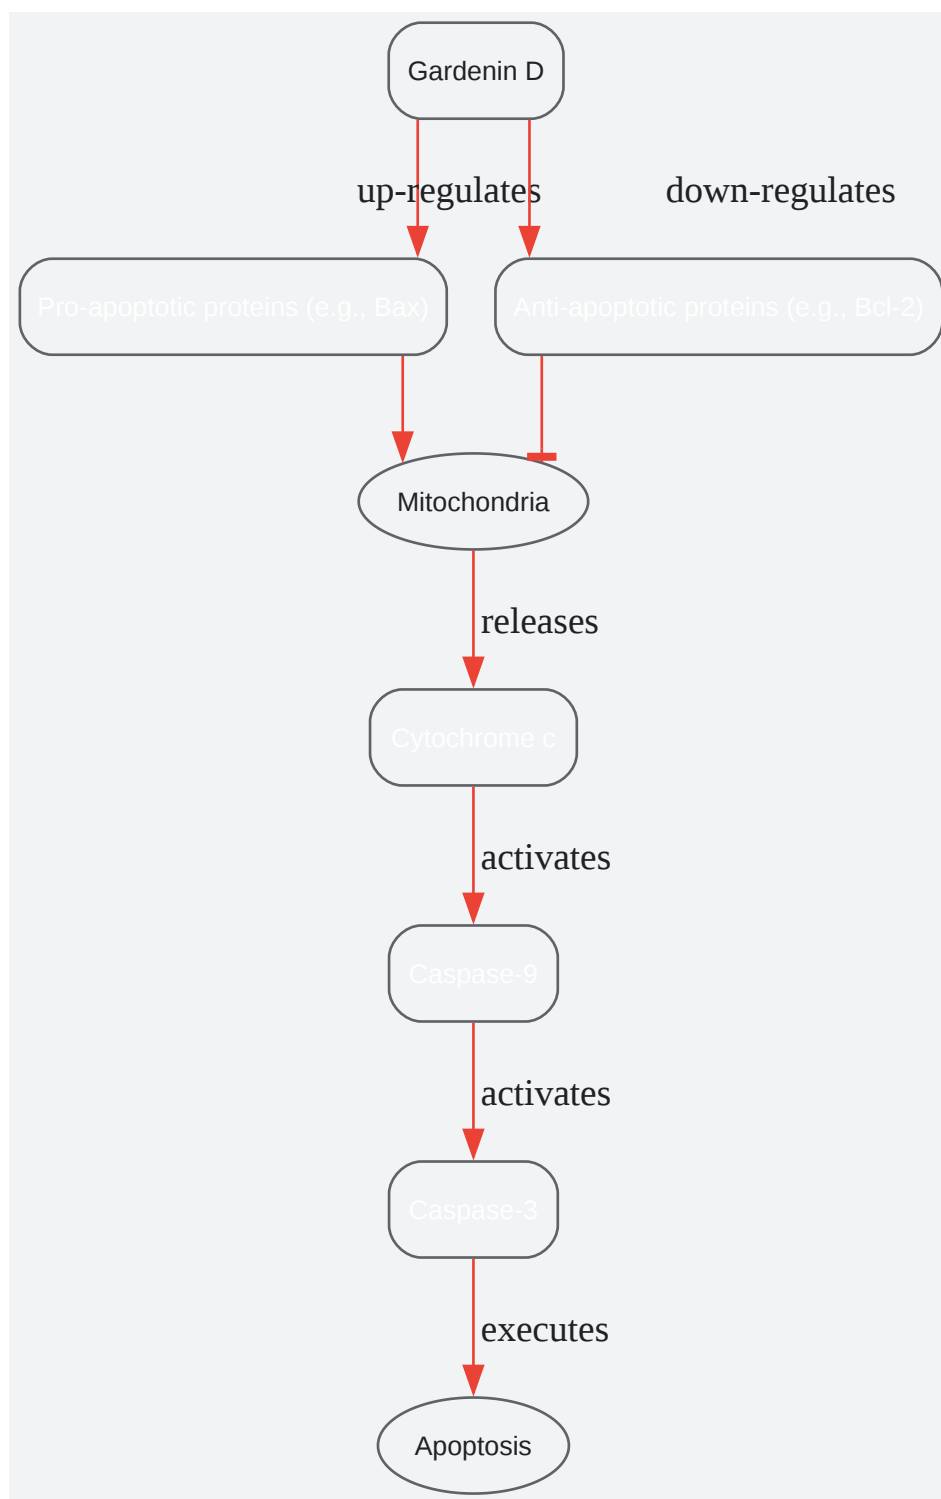 Gardenin D
up-regulates
down-regulates
Pro-apoptotic proteins (e.g., Bax)
Anti-apoptotic proteins (e.g., Bcl-2)
Mitochondria
releases
Cytochrome c
activates
Caspase-9
activates
Caspase-3
executes
Apoptosis